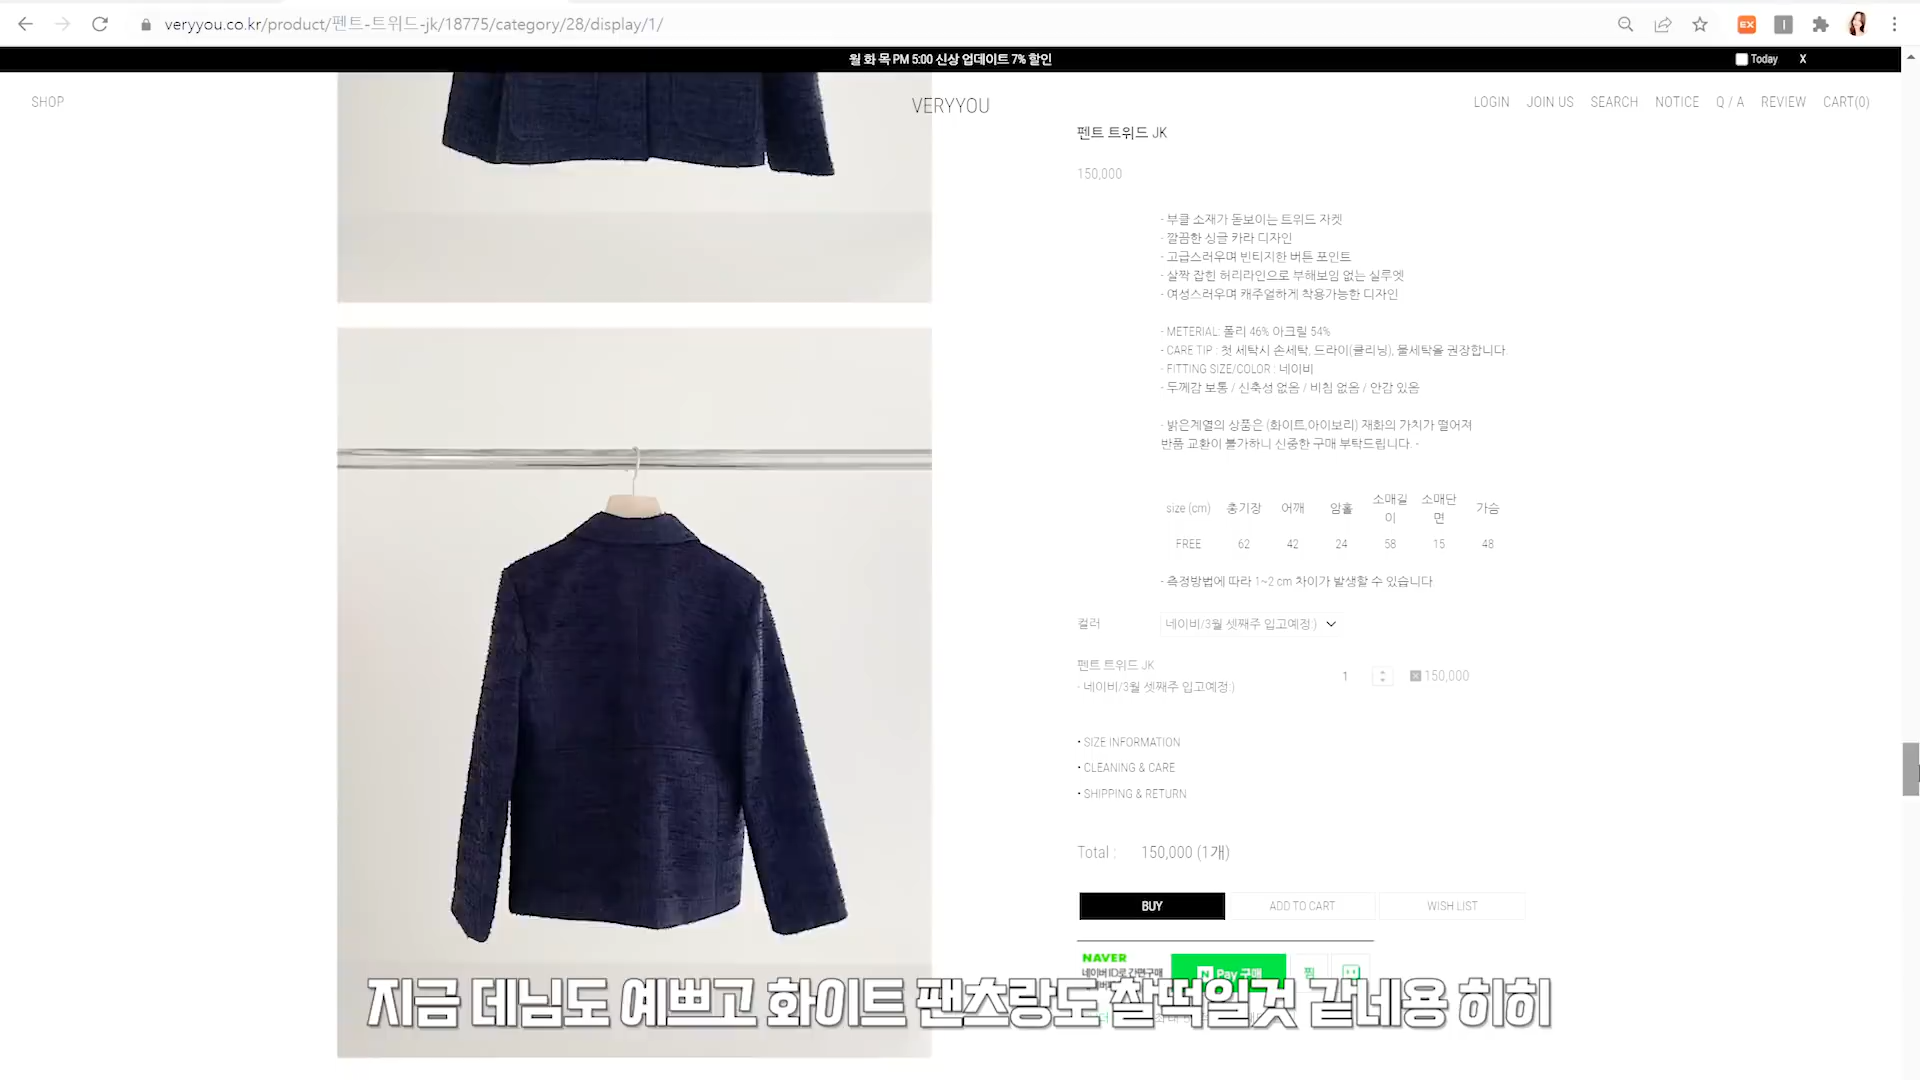 veryyou.co.kr/product/펜트-트위드-jk/18775/category/28/display/1/
월 화 목 PM 5:00 신상 업데이트 7% 할인
Today X
SHOP
VERYYOU
LOGIN JOIN US SEARCH NOTICE Q / A REVIEW CART(0)
펜트 트위드 JK
150,000
- 부클 소재가 돋보이는 트위드 자켓
- 깔끔한 싱글 카라 디자인
- 고급스러우며 빈티지한 버튼 포인트
- 살짝 잡힌 허리라인으로 부해보임 없는 실루엣
- 여성스러우며 캐주얼하게 착용가능한 디자인
- METERIAL: 폴리 46% 아크릴 54%
- CARE TIP : 첫 세탁시 손세탁, 드라이(클리닝), 물세탁을 권장합니다.
- FITTING SIZE/COLOR : 네이비
- 두께감 보통 / 신축성 없음 / 비침 없음 / 안감 있음
- 밝은계열의 상품은 (화이트,아이보리) 재화의 가치가 떨어져
반품 교환이 불가하니 신중한 구매 부탁드립니다. -
size (cm) 총기장 어깨 암홀 소매길이 소매단면 가슴
FREE 62 42 24 58 15 48
- 측정방법에 따라 1~2 cm 차이가 발생할 수 있습니다
컬러 네이비/3월 셋째주 입고예정:)
펜트 트위드 JK
- 네이비/3월 셋째주 입고예정:)
1 150,000
• SIZE INFORMATION
• CLEANING & CARE
• SHIPPING & RETURN
Total : 150,000 (1개)
BUY ADD TO CART WISH LIST
NAVER
네이버 ID로 간편구매
N Pay 구매 찜
지금 데님도 예쁘고 화이트 팬츠랑도 찰떡일것 같네용 히히